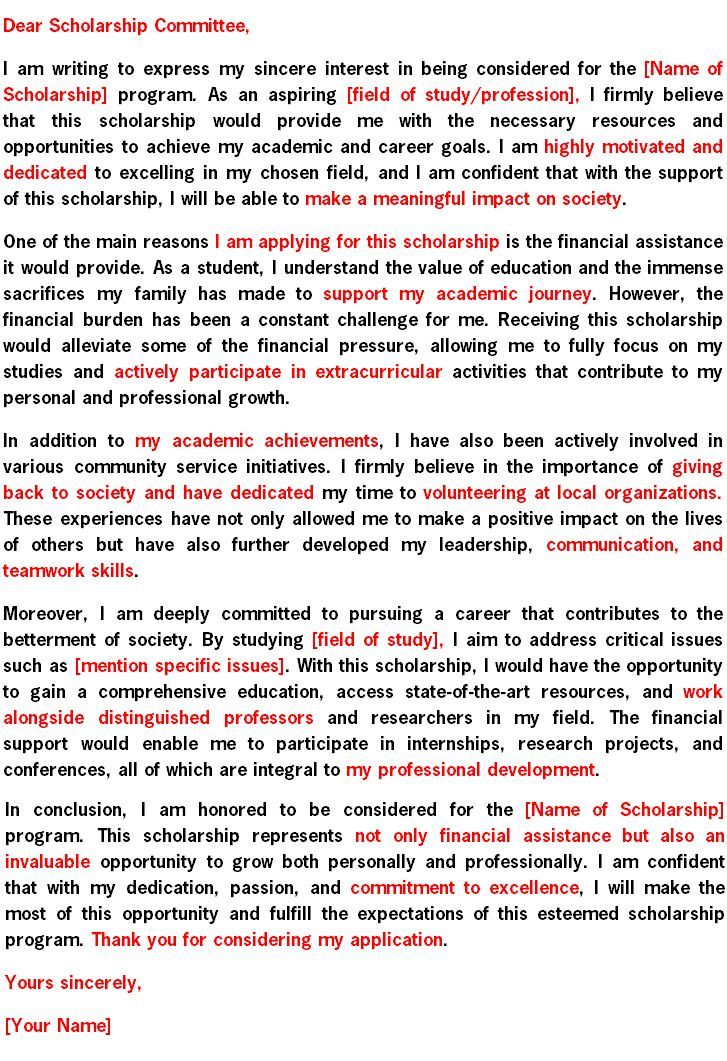 Dear Scholarship Committee,
I am writing to express my sincere interest in being considered for the [Name of
Scholarship] program. As an aspiring [field of study/profession], I firmly believe
that this scholarship would provide me with the necessary resources and
opportunities to achieve my academic and career goals. I am highly motivated and
dedicated to excelling in my chosen field, and I am confident that with the support
of this scholarship, I will be able to make a meaningful impact on society.
One of the main reasons I am applying for this scholarship is the financial assistance
it would provide. As a student, I understand the value of education and the immense
sacrifices my family has made to support my academic journey. However, the
financial burden has been a constant challenge for me. Receiving this scholarship
would alleviate some of the financial pressure, allowing me to fully focus on my
studies and actively participate in extracurricular activities that contribute to my
personal and professional growth.
In addition to my academic achievements, I have also been actively involved in
various community service initiatives. I firmly believe in the importance of giving
back to society and have dedicated my time to volunteering at local organizations.
These experiences have not only allowed me to make a positive impact on the lives
of others but have also further developed my leadership, communication, and
teamwork skills.
Moreover, I am deeply committed to pursuing a career that contributes to the
betterment of society. By studying [field of study], I aim to address critical issues
such as [mention specific issues]. With this scholarship, I would have the opportunity
to gain a comprehensive education, access state-of-the-art resources, and work
alongside distinguished professors and researchers in my field. The financial
support would enable me to participate in internships, research projects, and
conferences, all of which are integral to my professional development.
In conclusion, I am honored to be considered for the [Name of Scholarship]
program. This scholarship represents not only financial assistance but also an
invaluable opportunity to grow both personally and professionally. I am confident
that with my dedication, passion, and commitment to excellence, I will make the
most of this opportunity and fulfill the expectations of this esteemed scholarship
program. Thank you for considering my application.
Yours sincerely,
[Your Name]